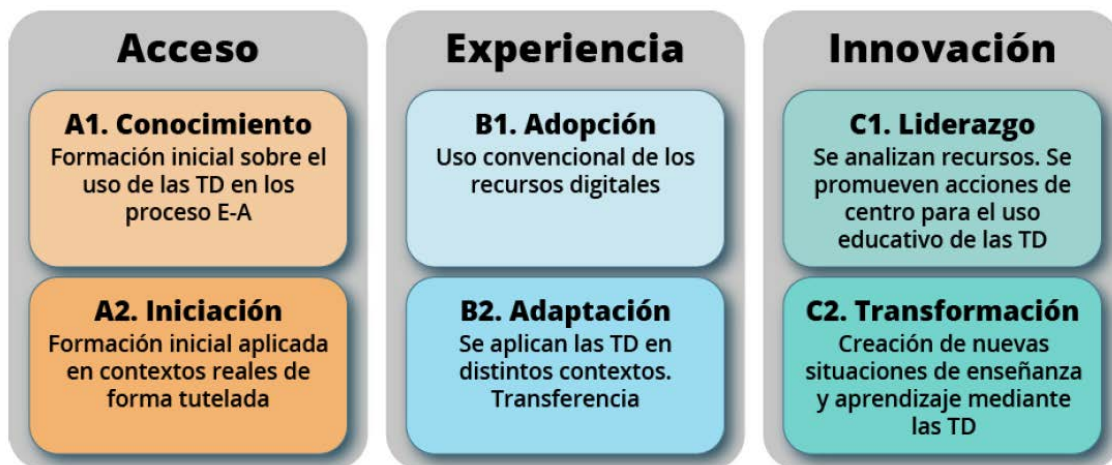 Acceso
A1. Conocimiento
Formación inicial sobre el
uso de las TD en los
proceso E-A
A2. Iniciación
Formación inicial aplicada
en contextos reales de
forma tutelada
Experiencia
B1. Adopción
Uso convencional de los
recursos digitales
B2. Adaptación
Se aplican las TD en
distintos contextos.
Transferencia
Innovación
C1. Liderazgo
Se analizan recursos. Se
promueven acciones de
centro para el uso
educativo de las TD
C2. Transformación
Creación de nuevas
situaciones de enseñanza
y aprendizaje mediante
las TD